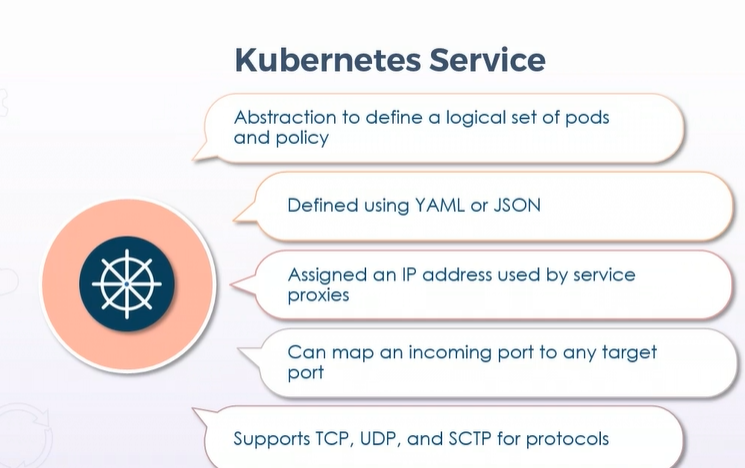 Kubernetes Service
Abstraction to define a logical set of pods
and policy
Defined using YAML or JSON
Assigned an IP address used by service
proxies
Can map an incoming port to any target
port
Supports TCP, UDP, and SCTP for protocols